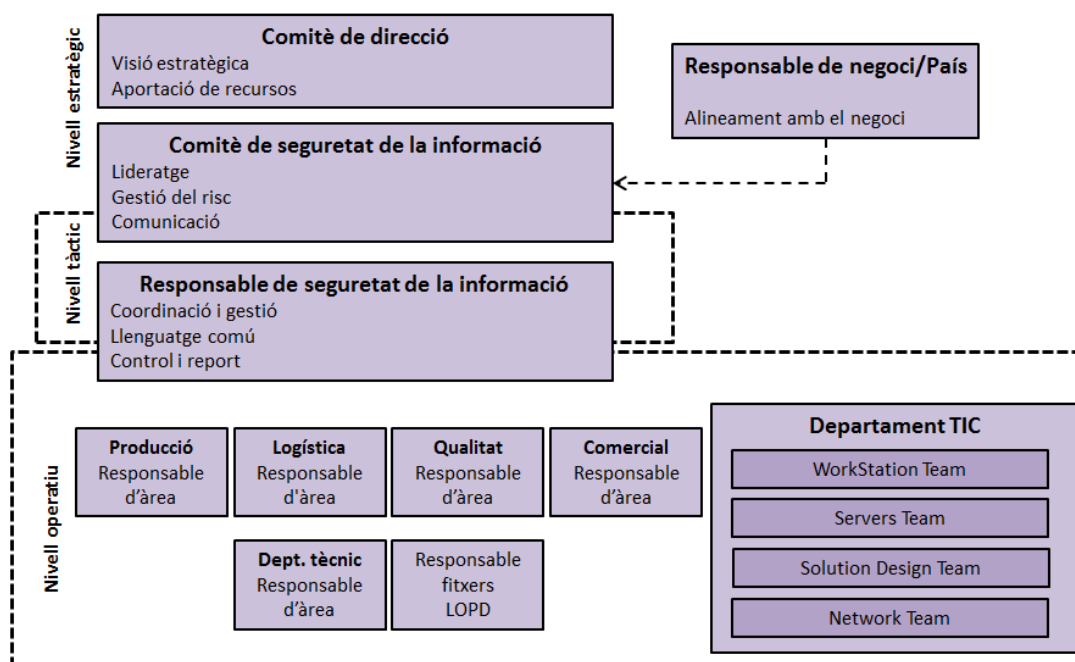 Nivell estratègic
Comitè de direcció
Visió estratègica
Aportació de recursos
Responsable de negoci/País
Alineament amb el negoci
Comitè de seguretat de la informació
Lideratge
Gestió del risc
Comunicació
Nivell tàctic
Responsable de seguretat de la informació
Coordinació i gestió
Llenguatge comú
Control i report
Nivell operatiu
Producció
Responsable
d’àrea
Logística
Responsable
d'àrea
Qualitat
Responsable
d’àrea
Comercial
Responsable
d’àrea
Dept. tècnic
Responsable
d’àrea
Responsable
fitxers
LOPD
Departament TIC
WorkStation Team
Servers Team
Solution Design Team
Network Team